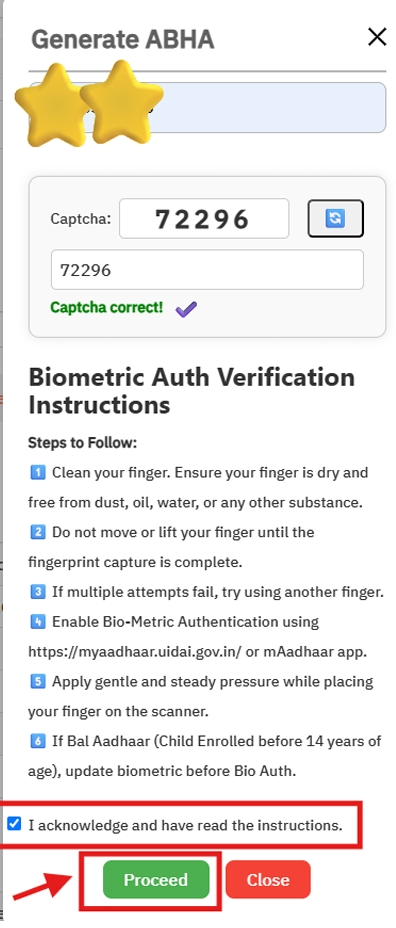 Generate ABHA
Captcha: 72296
72296
Captcha correct!
Biometric Auth Verification
Instructions
Steps to Follow:
1 Clean your finger. Ensure your finger is dry and
free from dust, oil, water, or any other substance.
2 Do not move or lift your finger until the
fingerprint capture is complete.
3 If multiple attempts fail, try using another finger.
4 Enable Bio-Metric Authentication using
https://myaadhaar.uidai.gov.in/ or mAadhaar app.
5 Apply gentle and steady pressure while placing
your finger on the scanner.
6 If Bal Aadhaar (Child Enrolled before 14 years of
age), update biometric before Bio Auth.
I acknowledge and have read the instructions.
Proceed Close